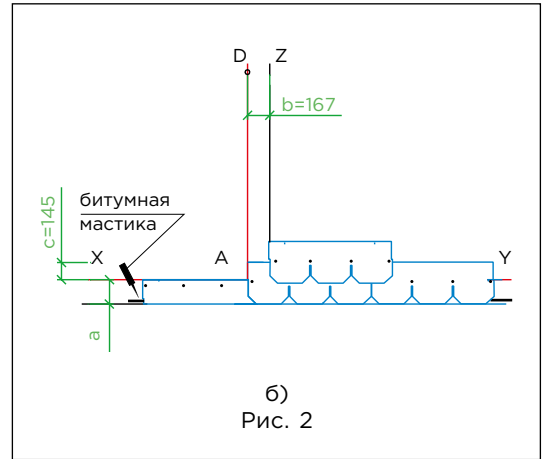 D Z
b=167
c=145
битумная
мастика
X A Y
a
б)
Рис. 2